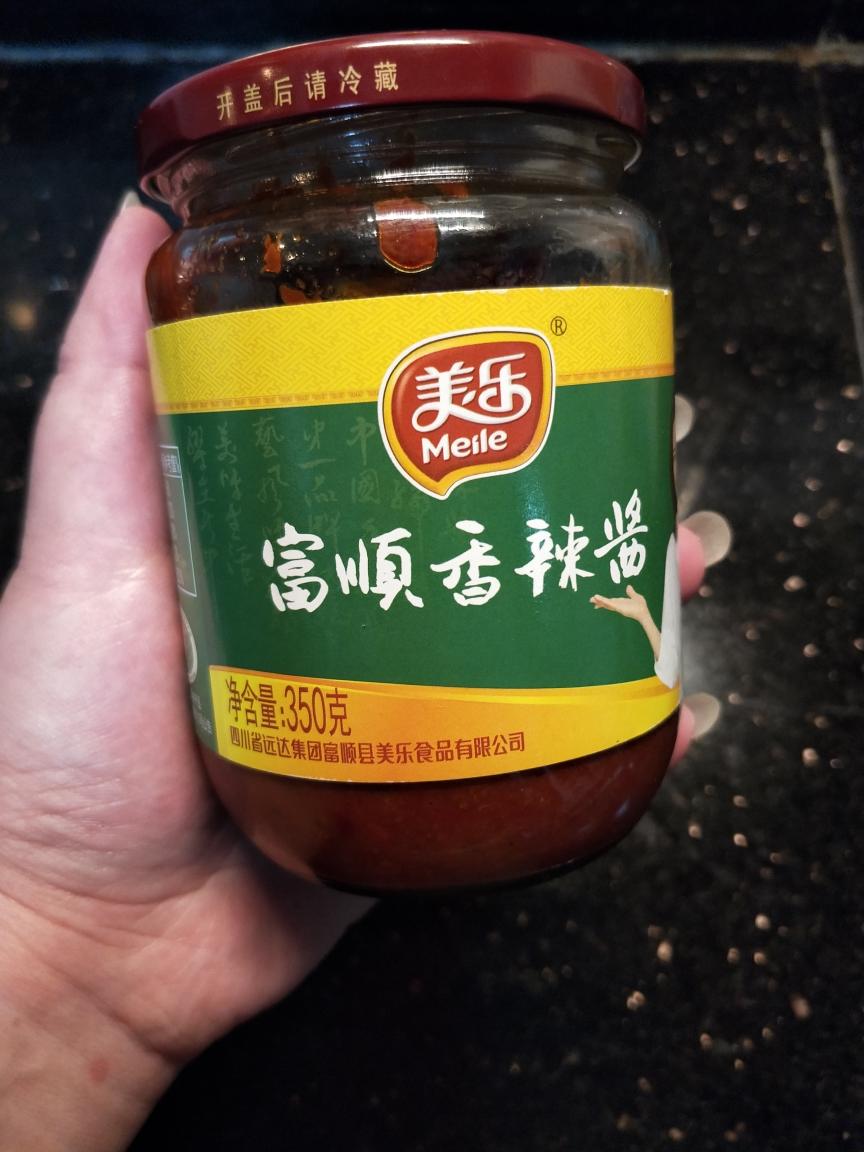 开盖后请冷藏
®
美乐
Meile
富顺香辣酱
净含量:350克
四川省远达集团富顺县美乐食品有限公司